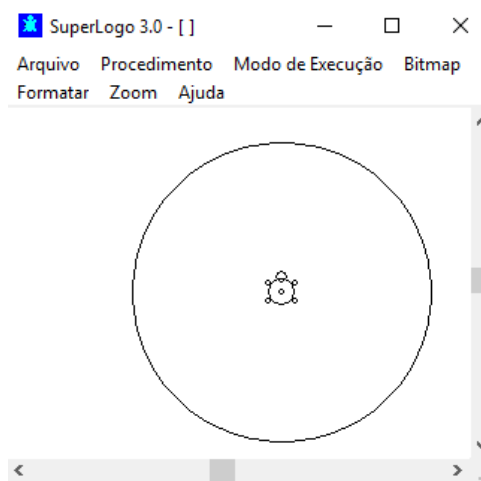 SuperLogo 3.0 - [ ]
Arquivo Procedimento Modo de Execução Bitmap
Formatar Zoom Ajuda